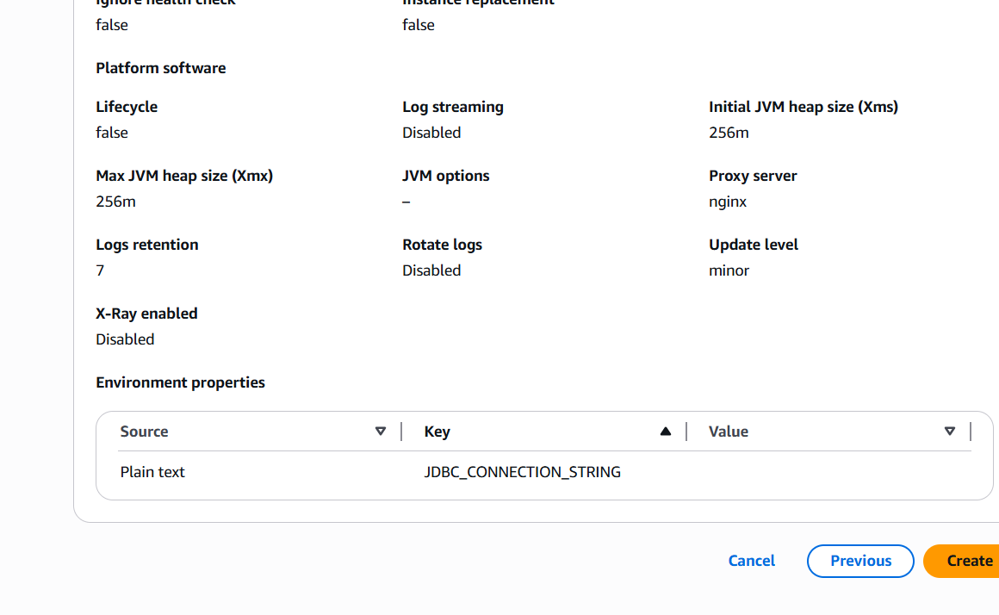 Ignore health check Instance replacement
false false
Platform software
Lifecycle Log streaming Initial JVM heap size (Xms)
false Disabled 256m
Max JVM heap size (Xmx) JVM options Proxy server
256m – nginx
Logs retention Rotate logs Update level
7 Disabled minor
X-Ray enabled
Disabled
Environment properties
Source Key Value
Plain text JDBC_CONNECTION_STRING
Cancel Previous Create